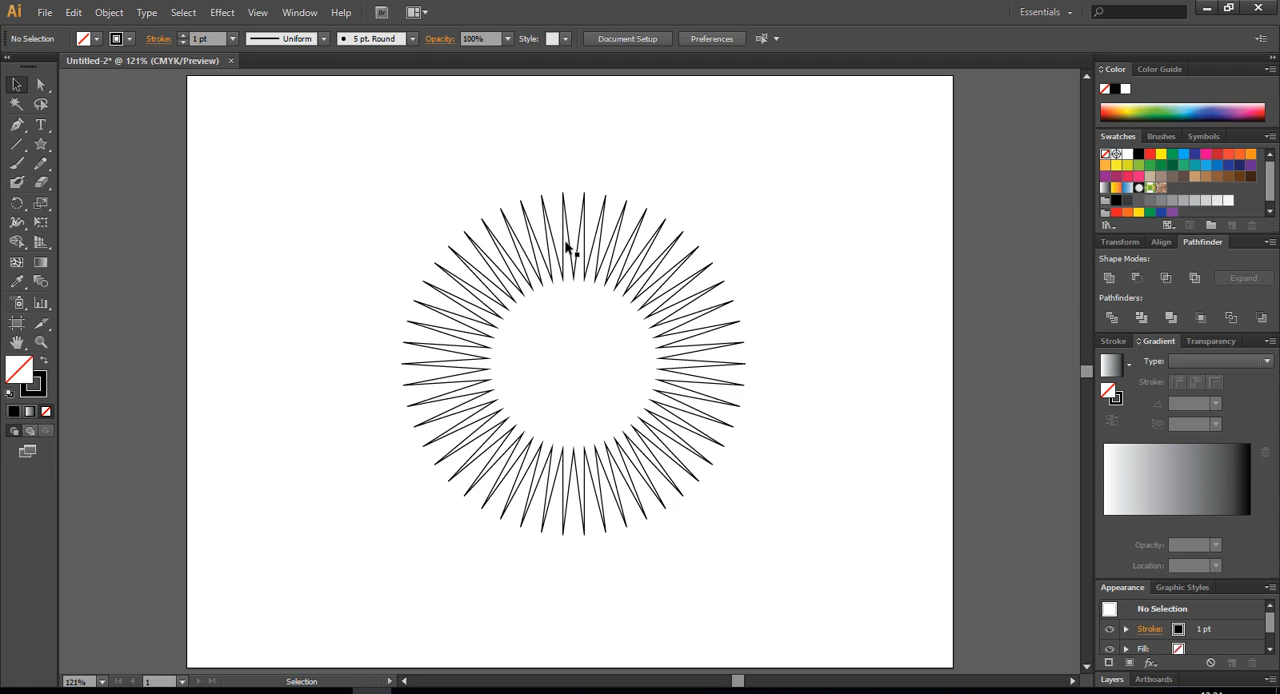 Ai File Edit Object Type Select Effect View Window Help Br Essentials
No Selection Stroke: 1 pt Uniform 5 pt. Round Opacity: 100% Style: Document Setup Preferences
Untitled-2* @ 121% (CMYK/Preview)
Color Color Guide
Swatches Brushes Symbols
Transform Align Pathfinder
Shape Modes:
Expand
Pathfinders:
Stroke Gradient Transparency
Type:
Stroke:
Opacity:
Location:
Appearance Graphic Styles
No Selection
Stroke: 1 pt
Fill:
Layers Artboards
121% 1 Selection